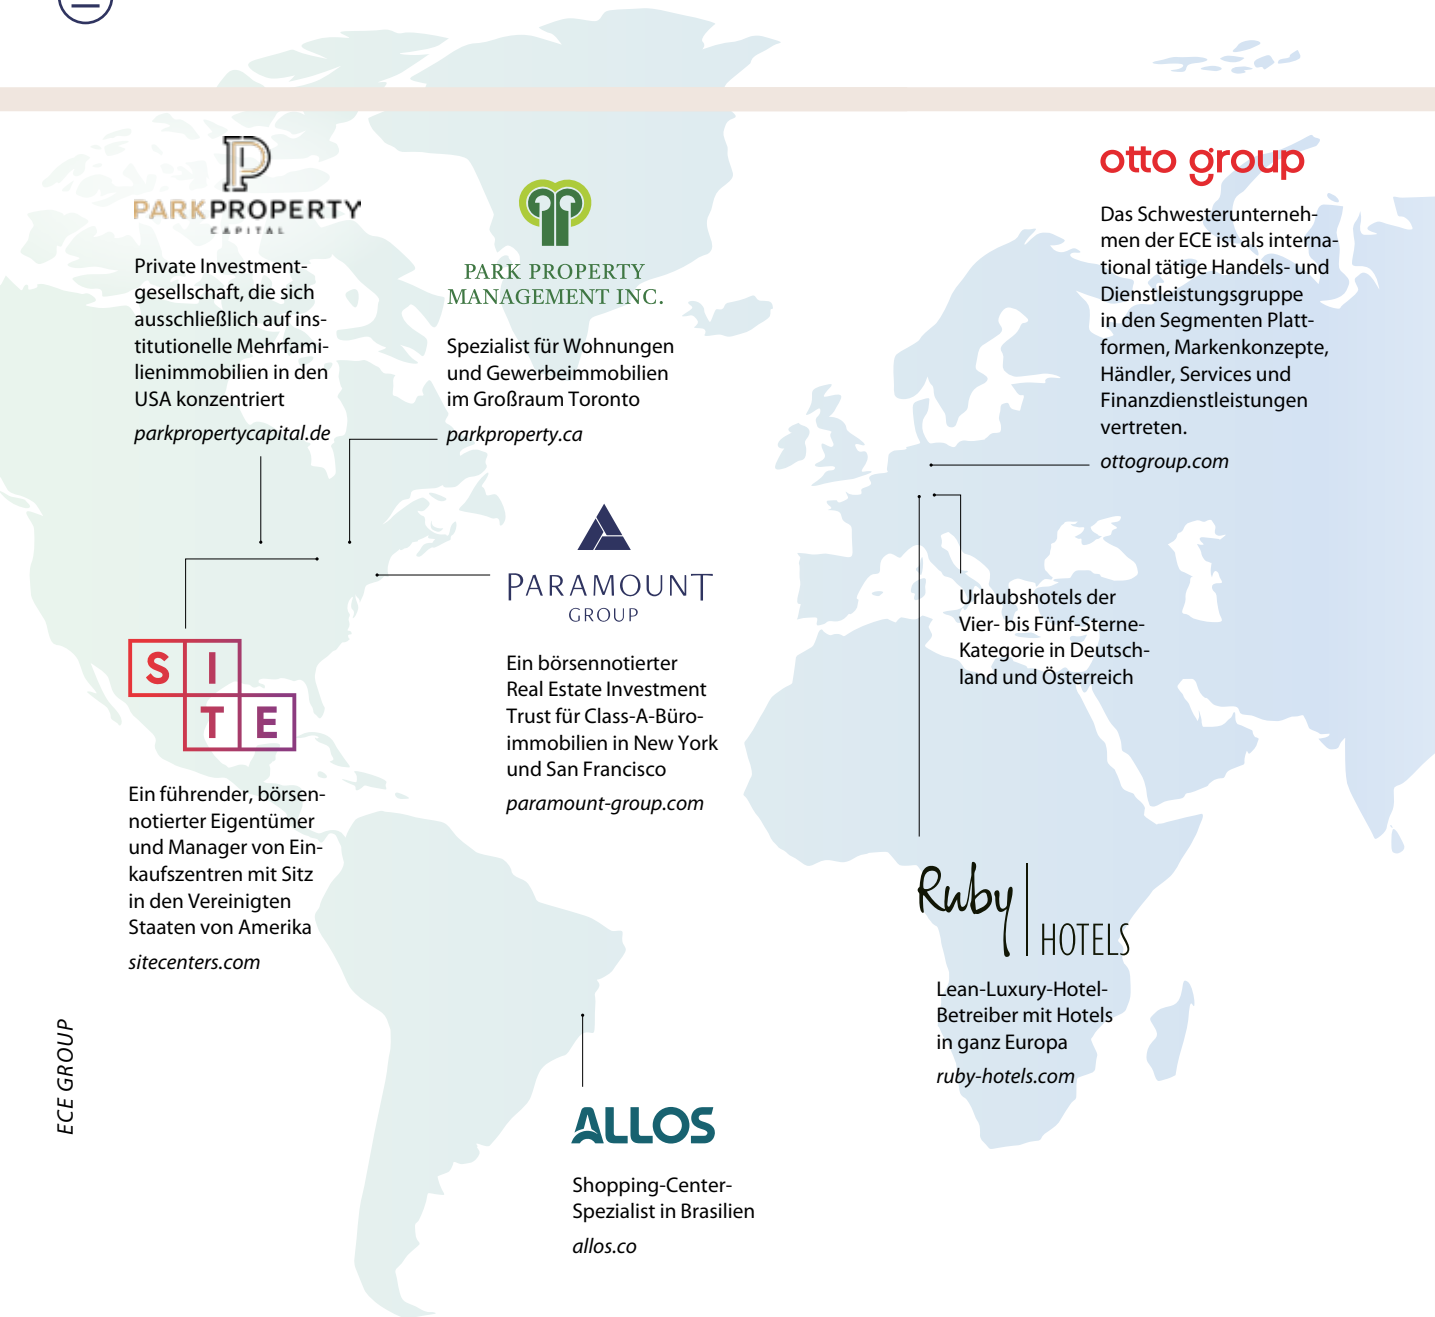 PARKPROPERTY
CAPITAL
Private Investment-
gesellschaft, die sich
ausschließlich auf ins-
titutionelle Mehrfami-
lienimmobilien in den
USA konzentriert
parkpropertycapital.de
PARK PROPERTY
MANAGEMENT INC.
Spezialist für Wohnungen
und Gewerbeimmobilien
im Großraum Toronto
parkproperty.ca
otto group
Das Schwesterunterneh-
men der ECE ist als interna-
tional tätige Handels- und
Dienstleistungsgruppe
in den Segmenten Platt-
formen, Markenkonzepte,
Händler, Services und
Finanzdienstleistungen
vertreten.
ottogroup.com
PARAMOUNT
GROUP
Ein börsennotierter
Real Estate Investment
Trust für Class-A-Büro-
immobilien in New York
und San Francisco
paramount-group.com
Urlaubshotels der
Vier- bis Fünf-Sterne-
Kategorie in Deutsch-
land und Österreich
SITE
Ein führender, börsen-
notierter Eigentümer
und Manager von Ein-
kaufszentren mit Sitz
in den Vereinigten
Staaten von Amerika
sitecenters.com
Ruby HOTELS
Lean-Luxury-Hotel-
Betreiber mit Hotels
in ganz Europa
ruby-hotels.com
ALLOS
Shopping-Center-
Spezialist in Brasilien
allos.co
ECE GROUP